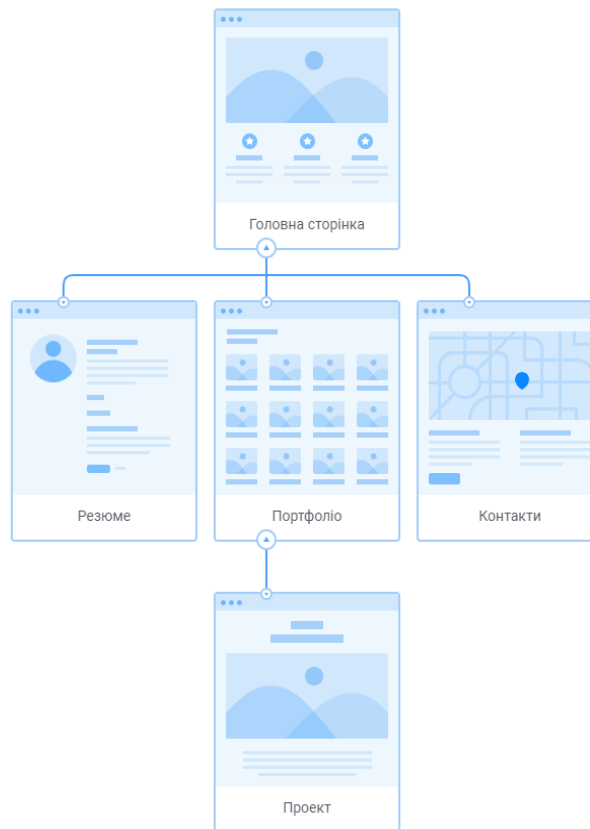 Головна сторінка
Резюме
Портфоліо
Контакти
Проект